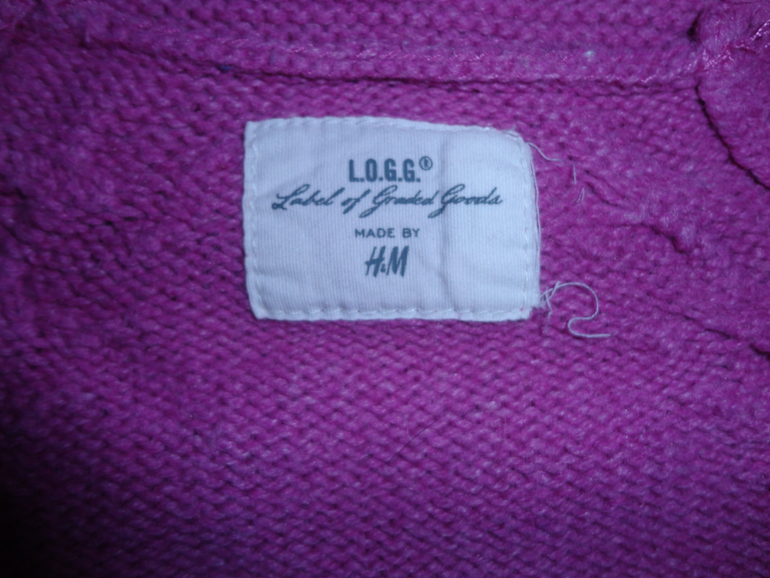 L.O.G.G.®
Label of Graded Goods
MADE BY
H&M